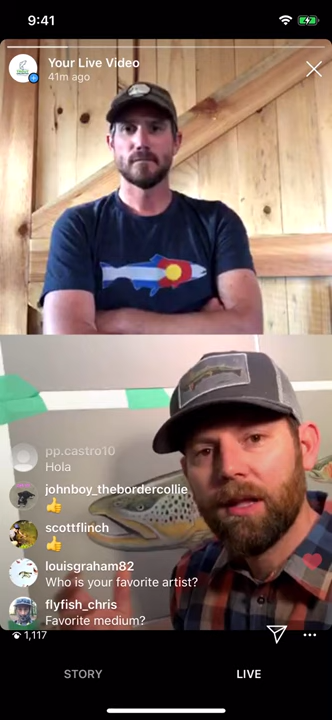 9:41
Your Live Video
41m ago
pp.castro10
Hola
johnboy_thebordercollie
👍
scottflinch
👍
louisgraham82
Who is your favorite artist?
flyfish_chris
Favorite medium?
1,117
STORY
LIVE